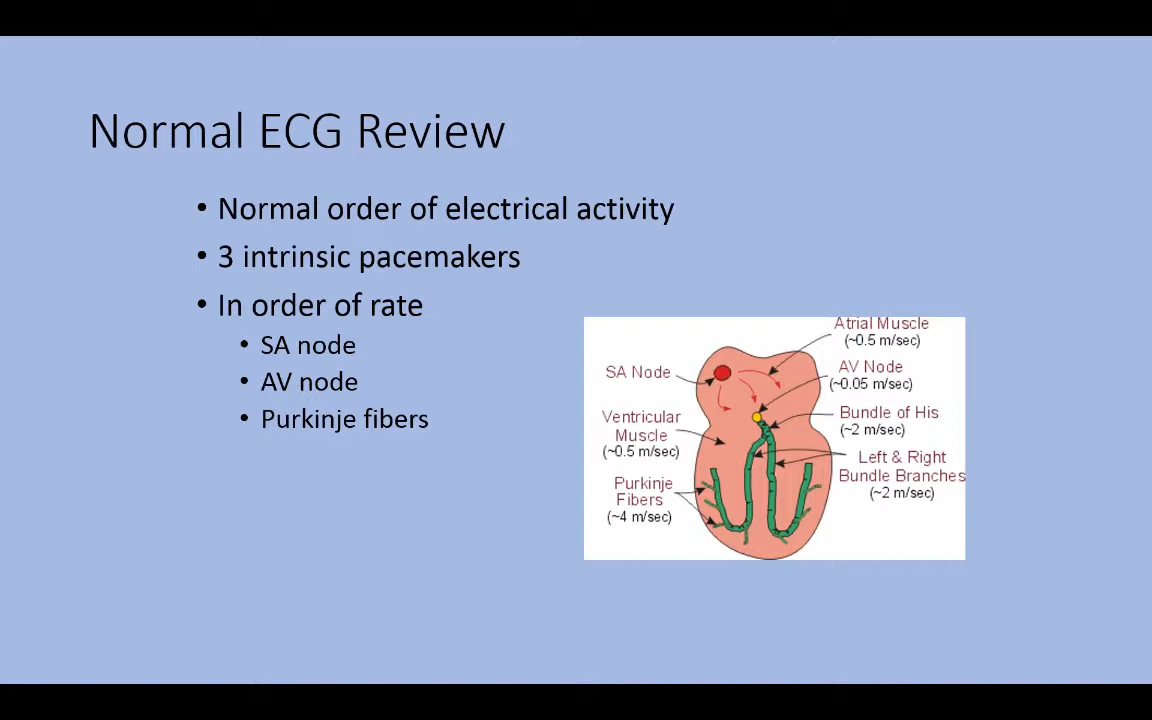 Normal ECG Review
• Normal order of electrical activity
• 3 intrinsic pacemakers
• In order of rate
• SA node
• AV node
• Purkinje fibers
Atrial Muscle
(~0.5 m/sec)
SA Node
AV Node
(~0.05 m/sec)
Ventricular
Muscle
(~0.5 m/sec)
Bundle of His
(~2 m/sec)
Left & Right
Bundle Branches
(~2 m/sec)
Purkinje
Fibers
(~4 m/sec)